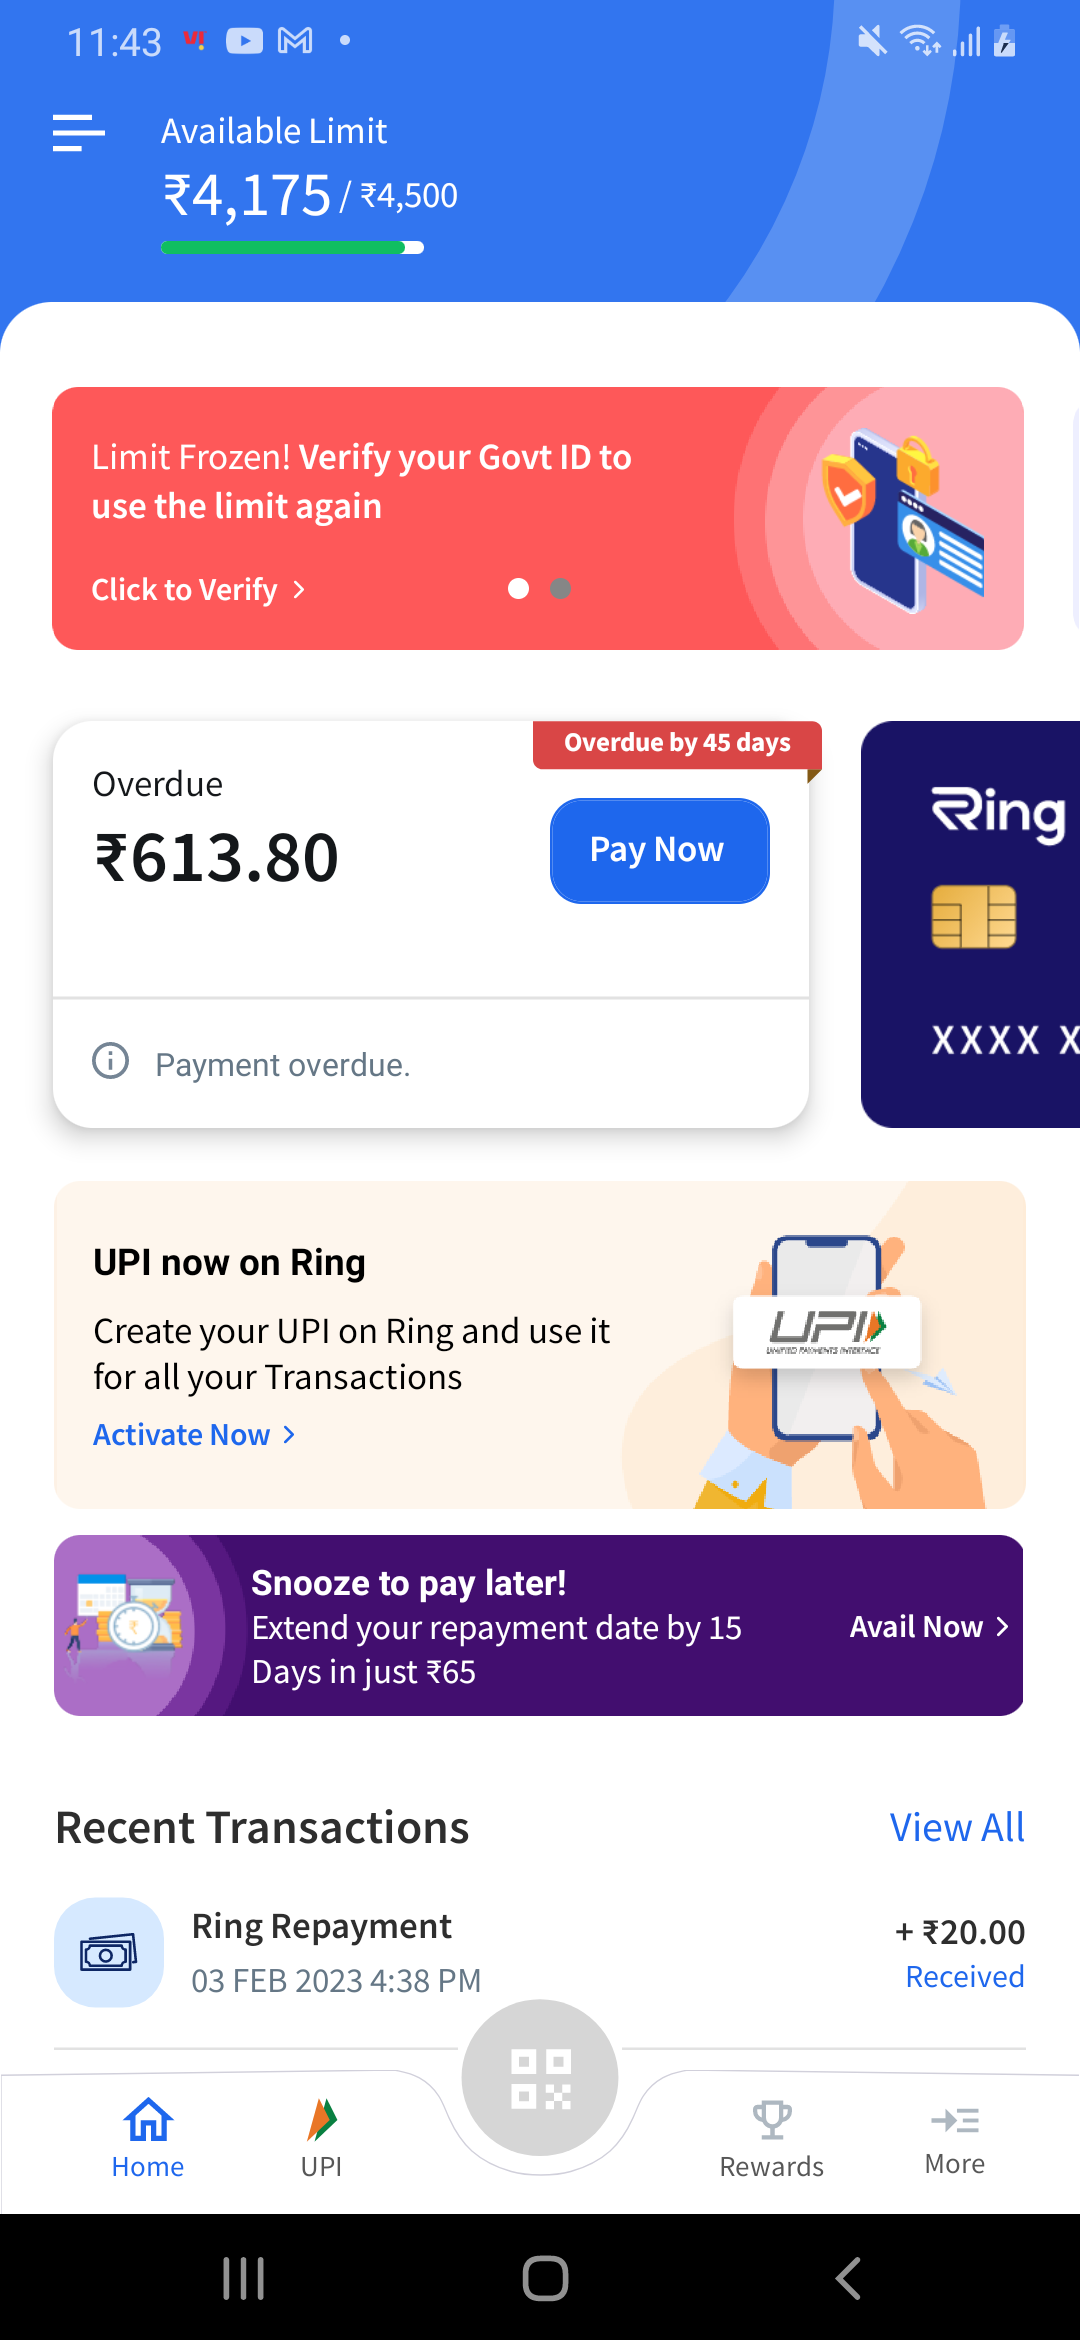 11:43
Available Limit
₹4,175 / ₹4,500
Limit Frozen! Verify your Govt ID to
use the limit again
Click to Verify
Overdue by 45 days
Overdue
₹613.80
Pay Now
Payment overdue.
Ring
XXXX X
UPI now on Ring
Create your UPI on Ring and use it
for all your Transactions
Activate Now
UPI
UNIFIED PAYMENTS INTERFACE
Snooze to pay later!
Extend your repayment date by 15
Days in just ₹65
Avail Now
Recent Transactions
View All
Ring Repayment
03 FEB 2023 4:38 PM
+ ₹20.00
Received
Home
UPI
Rewards
More